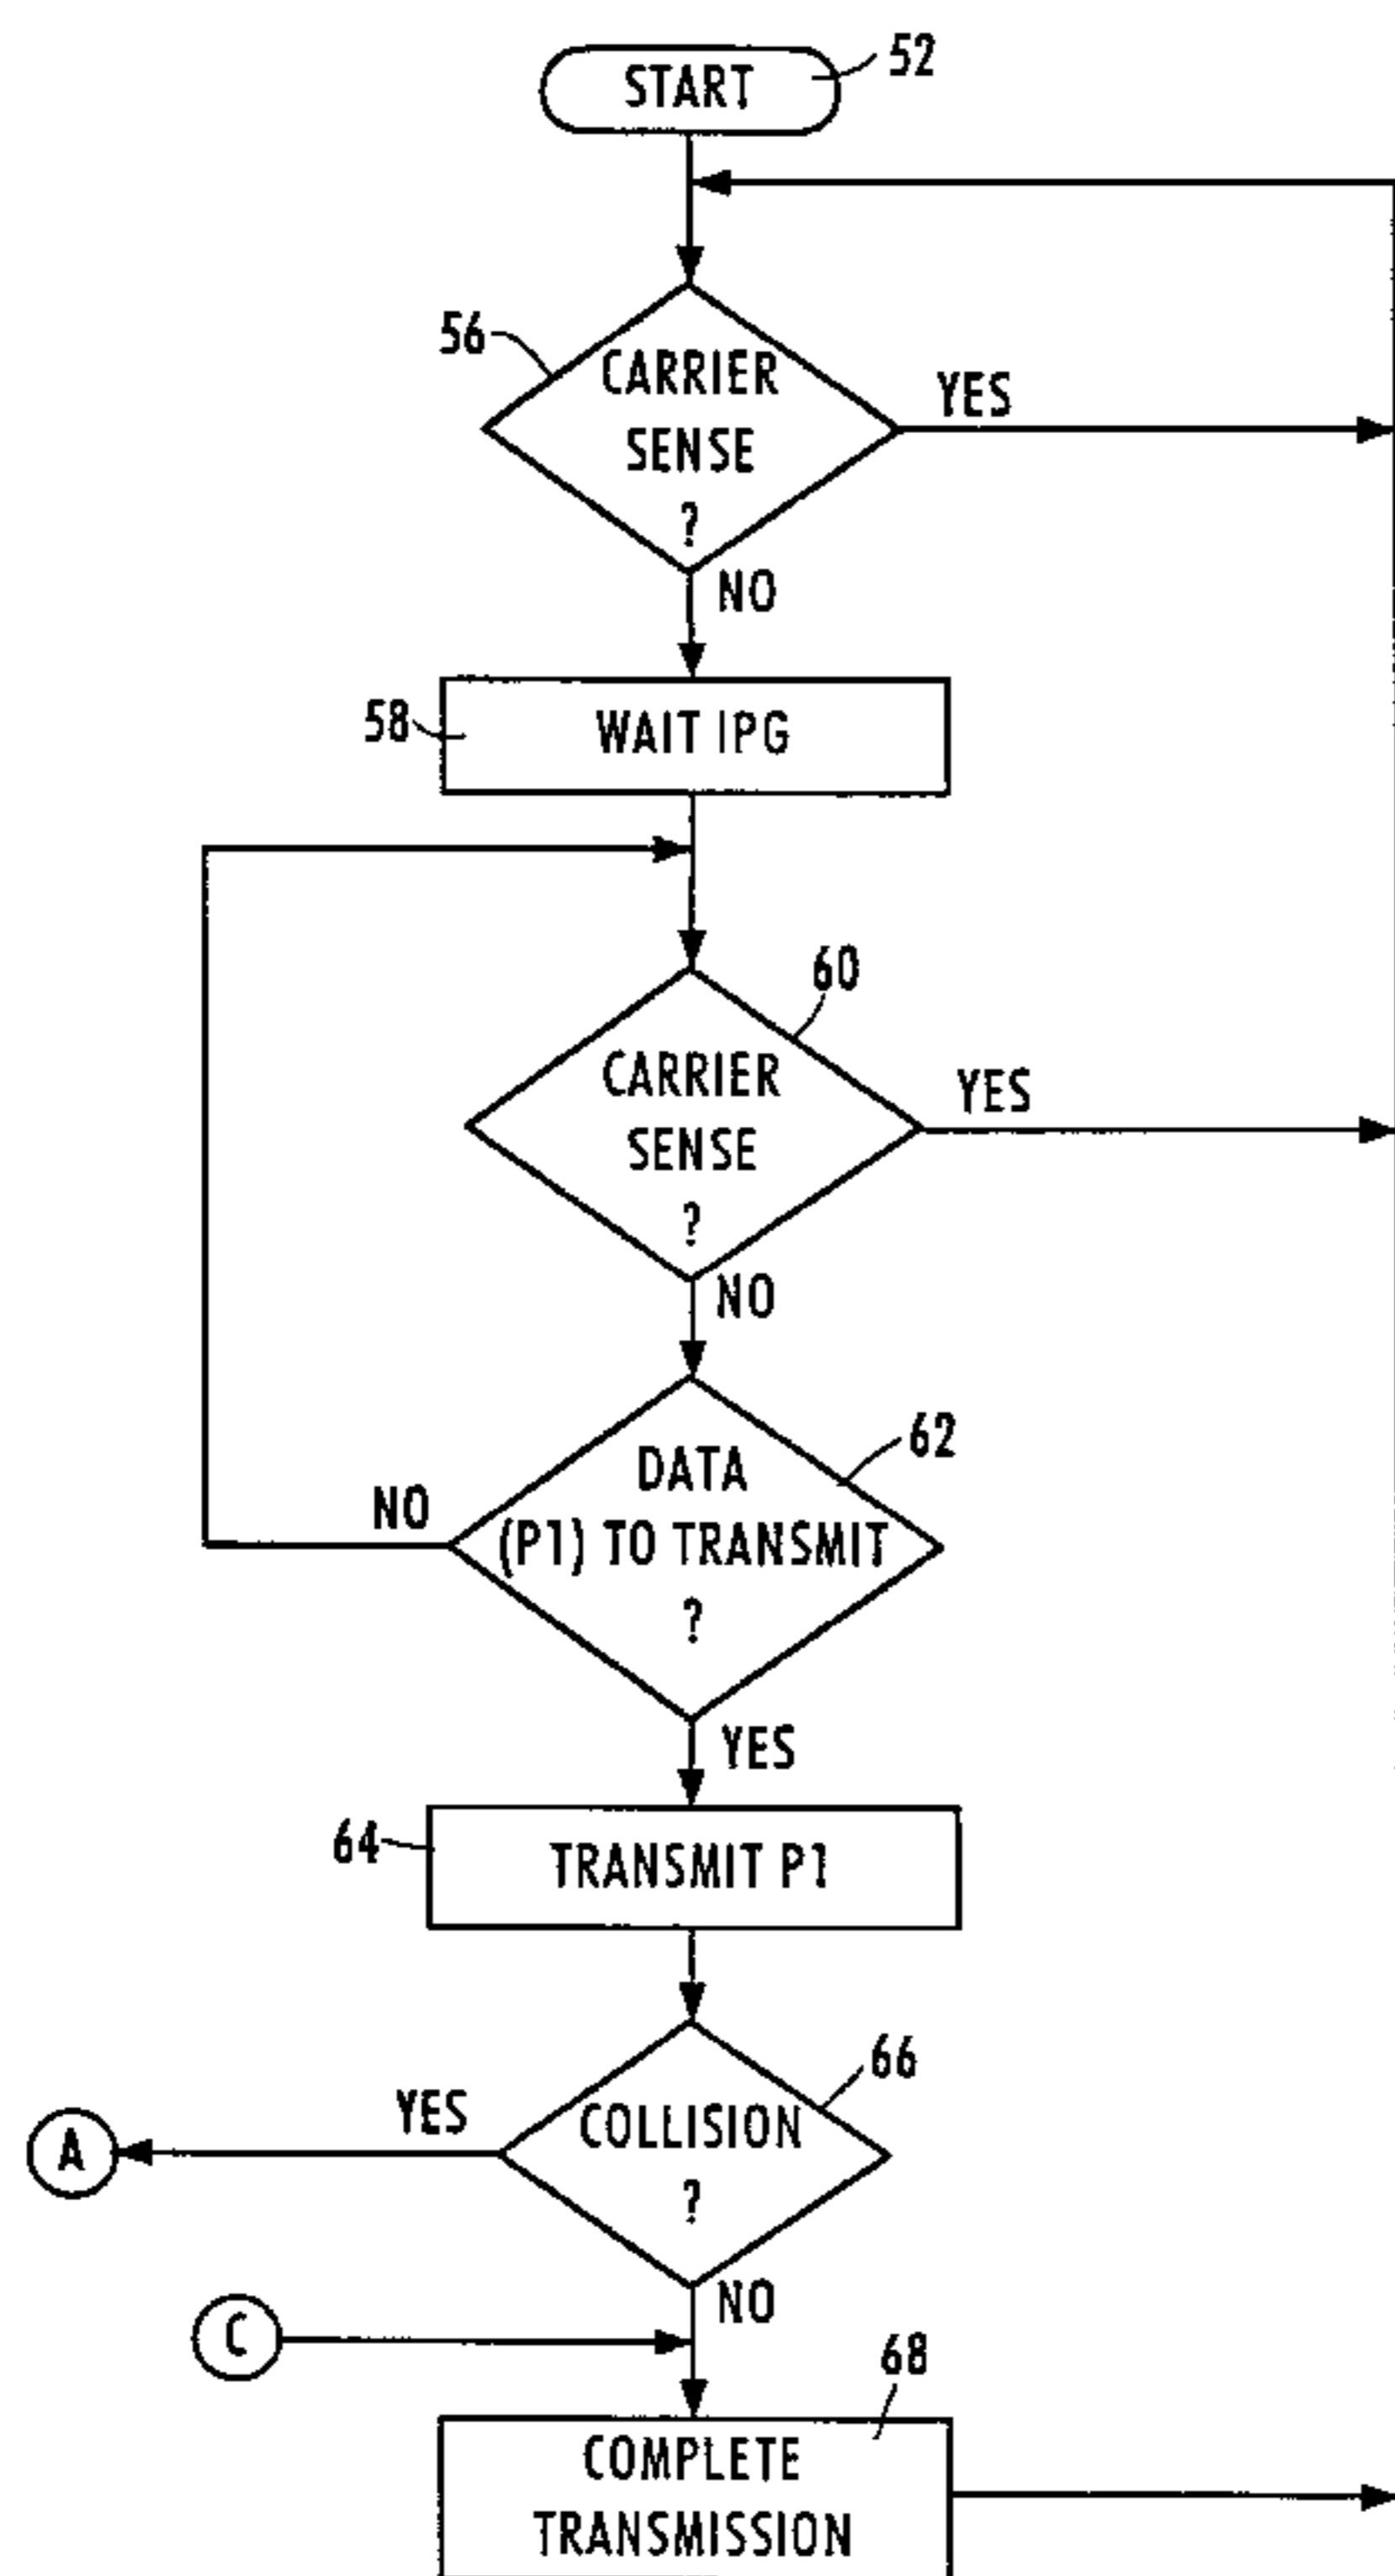 START
52
56
CARRIER
SENSE
?
YES
NO
58
WAIT IPG
60
CARRIER
SENSE
?
YES
NO
62
DATA
(P1) TO TRANSMIT
?
NO
YES
64
TRANSMIT P1
66
COLLISION
?
YES
A
NO
C
68
COMPLETE
TRANSMISSION